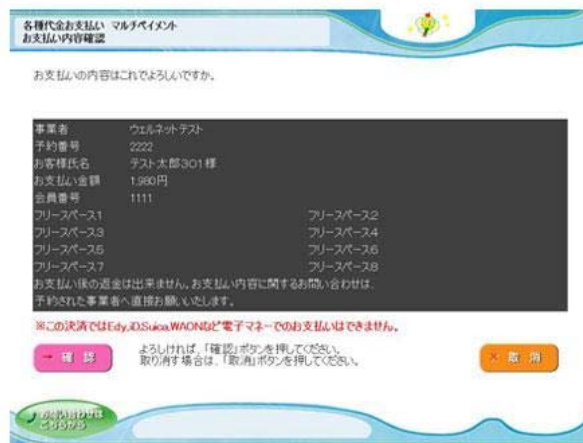 各種代金お支払い マルチペイメント
お支払い内容確認
お支払いの内容はこれでよろしいですか。
事業者 ウェルネットテスト
予約番号 2222
お客様氏名 テスト太郎301様
お支払い金額 1,980円
会員番号 1111
フリースペース1 フリースペース2
フリースペース3 フリースペース4
フリースペース5 フリースペース6
フリースペース7 フリースペース8
お支払い後の返金は出来ません。お支払い内容に関するお問い合わせは、
予約された事業者へ直接お願いいたします。
※この決済ではEdy,iD,Suica,WAONなど電子マネーでのお支払いはできません。
→ 確認
よろしければ、「確認」ボタンを押してください。
取り消す場合は、「取消」ボタンを押してください。
× 取消
お問い合わせは
こちらから